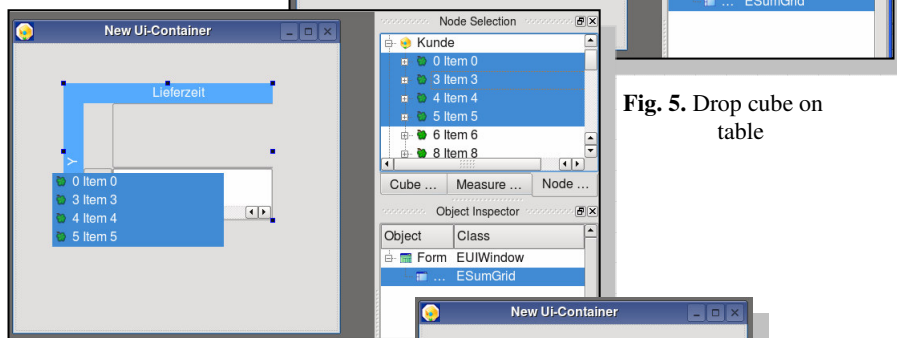 ... ESumGrid
New Ui-Container
Lieferzeit
Y
0 Item 0
3 Item 3
4 Item 4
5 Item 5
Node Selection
Kunde
0 Item 0
3 Item 3
4 Item 4
5 Item 5
6 Item 6
8 Item 8
Cube ... Measure ... Node ...
Object Inspector
Object Class
Form EUIWindow
... ESumGrid
Fig. 5. Drop cube on
table
New Ui-Container